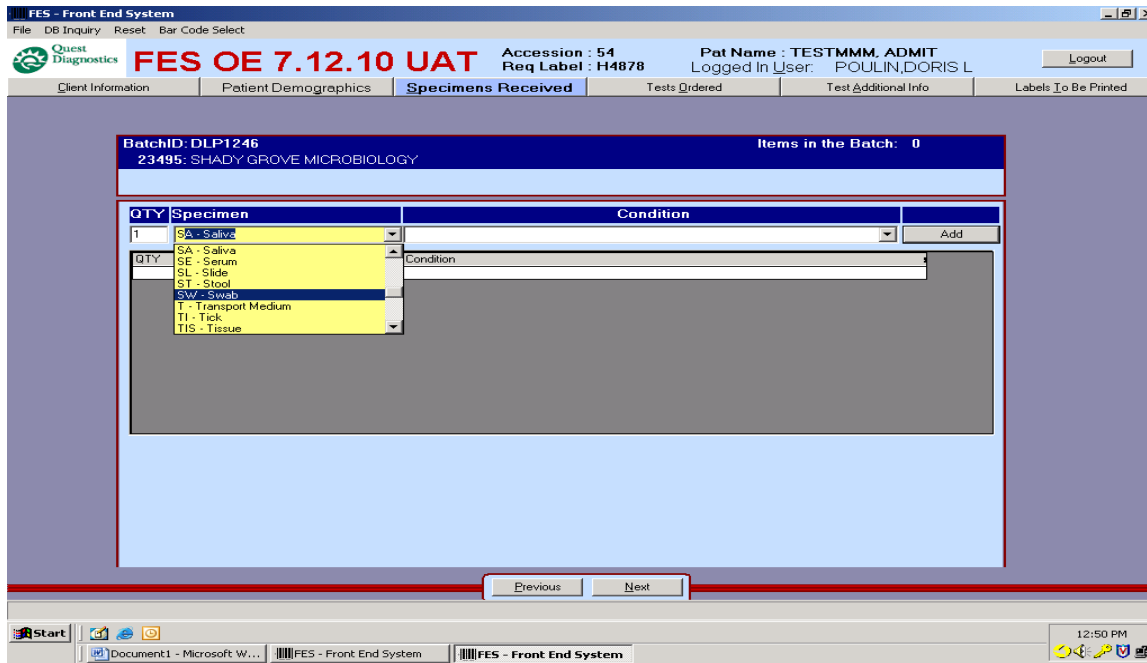 FES - Front End System
File DB Inquiry Reset Bar Code Select
Quest Diagnostics
FES OE 7.12.10 UAT
Accession : 54
Req Label : H4878
Pat Name : TESTMMM, ADMIT
Logged In User: POULIN,DORIS L
Logout
Client Information Patient Demographics Specimens Received Tests Ordered Test Additional Info Labels To Be Printed
BatchID: DLP1246 Items in the Batch: 0
23495: SHADY GROVE MICROBIOLOGY
QTY Specimen Condition
1 SA - Saliva Add
QTY Condition
SA - Saliva
SE - Serum
SL - Slide
ST - Stool
SW - Swab
T - Transport Medium
TI - Tick
TIS - Tissue
Previous Next
Start 12:50 PM
Document1 - Microsoft W... FES - Front End System FES - Front End System